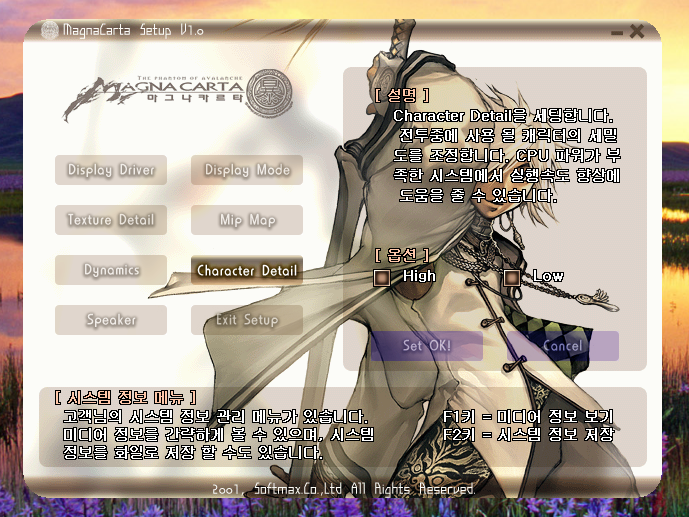 MagnaCarta Setup V1.0
THE PHANTOM OF AVALANCHE
MAGNA CARTA
마그나카르타
Display Driver
Display Mode
Texture Detail
Mip Map
Dynamics
Character Detail
Speaker
Exit Setup
[ 설명 ]
Character Detail을 세팅합니다.
전투중에 사용 될 캐릭터의 세밀
도를 조정합니다. CPU 파워가 부
족한 시스템에서 실행속도 향상에
도움을 줄 수 있습니다.
[ 옵션 ]
High
Low
Set OK!
Cancel
[ 시스템 정보 메뉴 ]
고객님의 시스템 정보 관리 메뉴가 있습니다.
미디어 정보를 간략하게 볼 수 있으며, 시스템
정보를 화일로 저장 할 수도 있습니다.
F1키 = 미디어 정보 보기
F2키 = 시스템 정보 저장
2001, Softmax.Co.,Ltd All Rights Reserved.